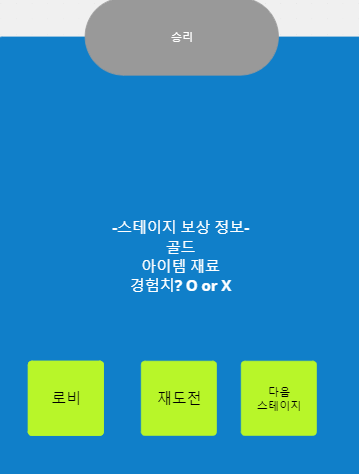 승리
-스테이지 보상 정보-
골드
아이템 재료
경험치? O or X
로비
재도전
다음
스테이지